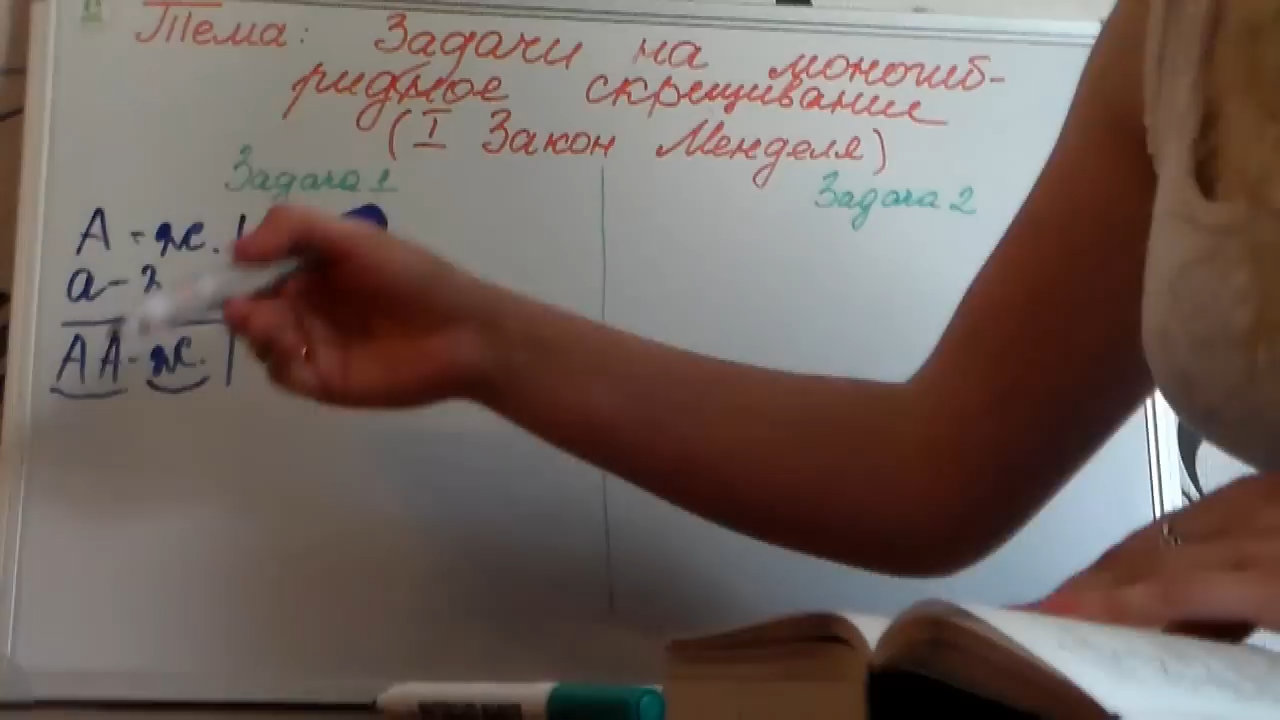 Тема: Задачи на моногиб-
ридное скрещивание
(I Закон Менделя)
Задача 1
Задача 2
A - ж.
a -
AA - ж.